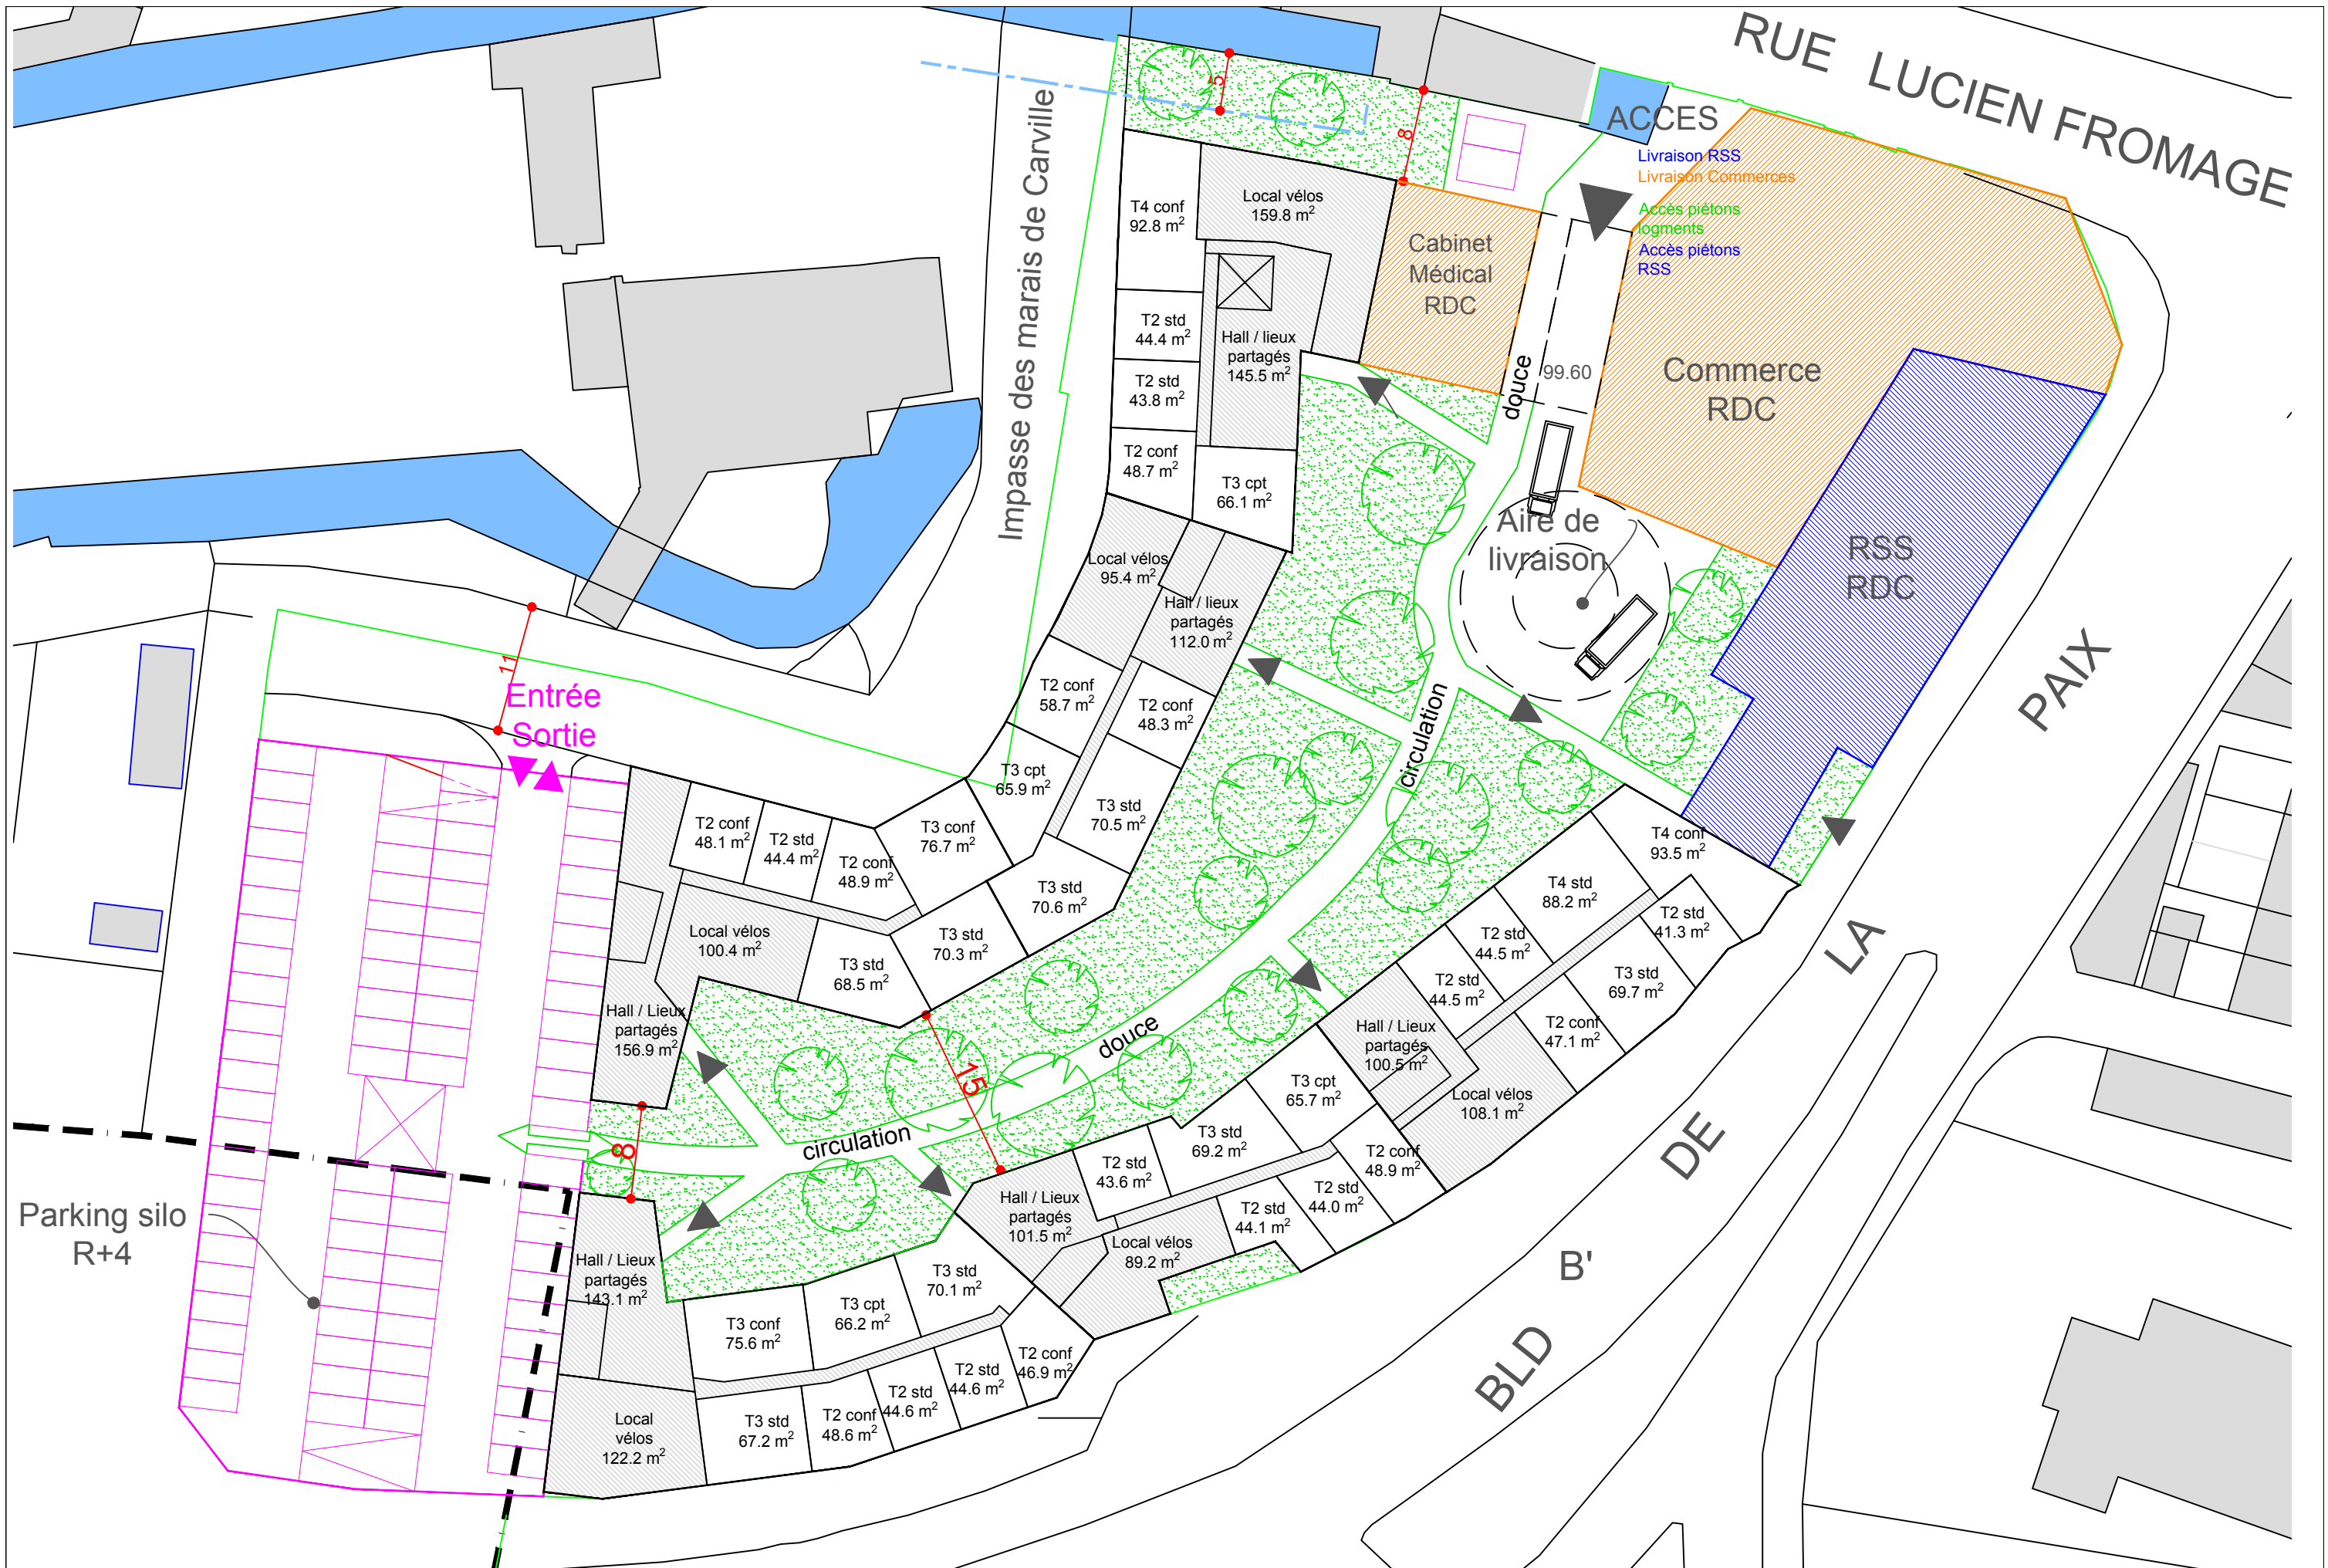 RUE LUCIEN FROMAGE
ACCES
Livraison RSS
Livraison Commerces
Accès piétons
logments
Accès piétons
RSS
5
8
Impasse des marais de Carville
T4 conf
92.8 m²
Local vélos
159.8 m²
Cabinet
Médical
RDC
T2 std
44.4 m²
Hall / lieux
partagés
145.5 m²
T2 std
43.8 m²
T2 conf
48.7 m²
T3 cpt
66.1 m²
douce
99.60
Commerce
RDC
Aire de
livraison
RSS
RDC
Local vélos
95.4 m²
Hall / lieux
partagés
112.0 m²
T2 conf
58.7 m²
T2 conf
48.3 m²
T3 cpt
65.9 m²
T3 std
70.5 m²
circulation
11
Entrée
Sortie
T2 conf
48.1 m²
T2 std
44.4 m²
T2 conf
48.9 m²
T3 conf
76.7 m²
T3 std
70.6 m²
Local vélos
100.4 m²
T3 std
68.5 m²
T3 std
70.3 m²
Hall / Lieux
partagés
156.9 m²
T4 conf
93.5 m²
T4 std
88.2 m²
T2 std
41.3 m²
T2 std
44.5 m²
T2 std
44.5 m²
T3 std
69.7 m²
T2 conf
47.1 m²
Hall / Lieux
partagés
100.5 m²
Local vélos
108.1 m²
douce
15
circulation
8
T3 cpt
65.7 m²
T3 std
69.2 m²
T2 conf
48.9 m²
T2 std
43.6 m²
T2 std
44.0 m²
T2 std
44.1 m²
Hall / Lieux
partagés
101.5 m²
Local vélos
89.2 m²
Parking silo
R+4
Hall / Lieux
partagés
143.1 m²
T3 std
70.1 m²
T3 cpt
66.2 m²
T3 conf
75.6 m²
T2 conf
46.9 m²
T2 std
44.6 m²
T2 std
44.6 m²
T2 conf
48.6 m²
T3 std
67.2 m²
Local
vélos
122.2 m²
B'
BLD DE LA PAIX